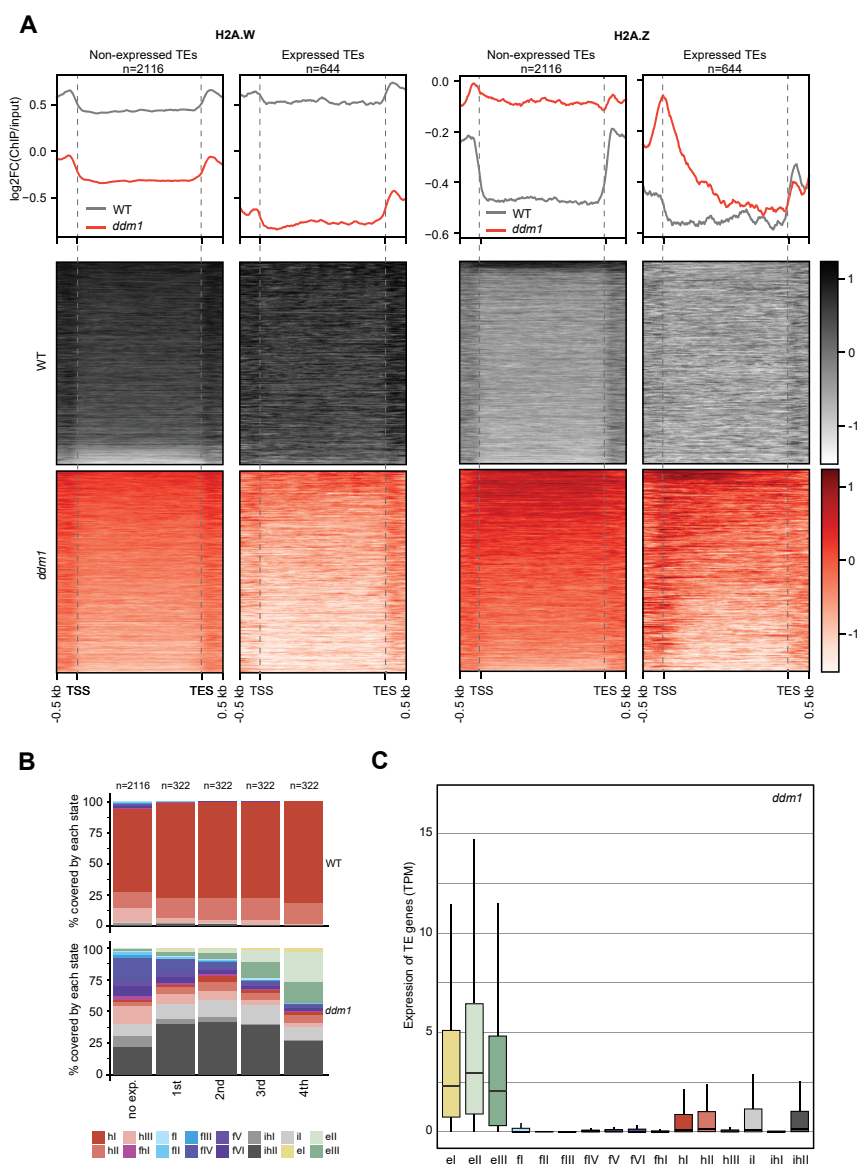 A
H2A.W
H2A.Z
Non-expressed TEs
n=2116
Expressed TEs
n=644
Non-expressed TEs
n=2116
Expressed TEs
n=644
log2FC(ChIP/input)
0.5
0.0
−0.5
WT
ddm1
0.0
−0.2
−0.4
−0.6
WT
ddm1
WT
1
0
-1
ddm1
1
0
-1
-0.5 kb
TSS
TES
0.5 kb
-0.5 kb
TSS
TES
0.5 kb
-0.5 kb
TSS
TES
0.5 kb
-0.5 kb
TSS
TES
0.5 kb
B
n=2116 n=322 n=322 n=322 n=322
% covered by each state
100
75
50
25
0
WT
% covered by each state
100
75
50
25
0
ddm1
no exp.
1st
2nd
3rd
4th
hI hIII fI fIII fV ihI iI eII
hII fhI fII fIV fVI ihII eI eIII
C
ddm1
Expression of TE genes (TPM)
15
10
5
0
eI eII eIII fI fII fIII fIV fV fVI fhI hI hII hIII iI ihI ihII